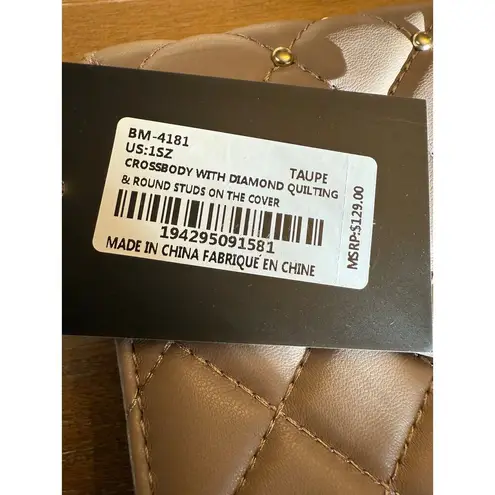 BM-4181
US:1SZ TAUPE
CROSSBODY WITH DIAMOND QUILTING
& ROUND STUDS ON THE COVER
194295091581
MADE IN CHINA FABRIQUÉ EN CHINE
MSRP:$129.00